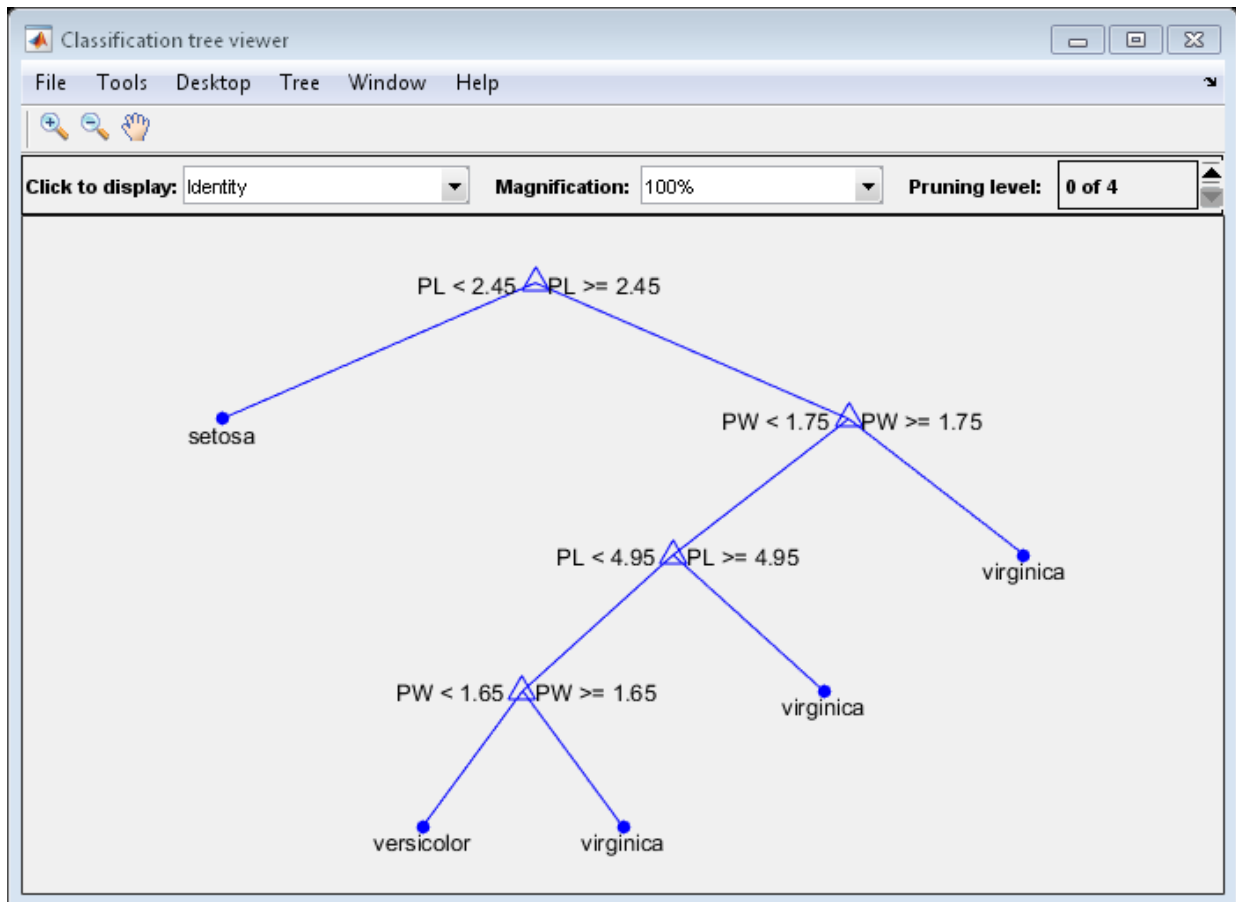 Classification tree viewer
File Tools Desktop Tree Window Help
Click to display: Identity Magnification: 100% Pruning level: 0 of 4
PL < 2.45 PL >= 2.45
setosa
PW < 1.75 PW >= 1.75
PL < 4.95 PL >= 4.95
virginica
PW < 1.65 PW >= 1.65
virginica
versicolor virginica